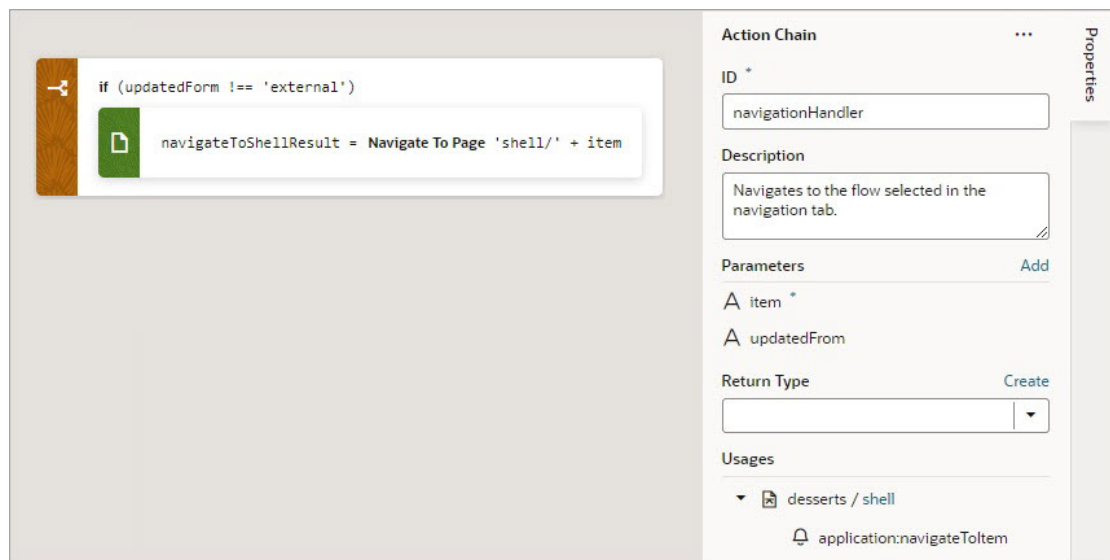 if (updatedForm !== 'external')
navigateToShellResult = Navigate To Page 'shell/' + item
Action Chain
ID *
navigationHandler
Description
Navigates to the flow selected in the
navigation tab.
Parameters Add
item *
updatedFrom
Return Type Create
Usages
desserts / shell
application:navigateToItem
Properties